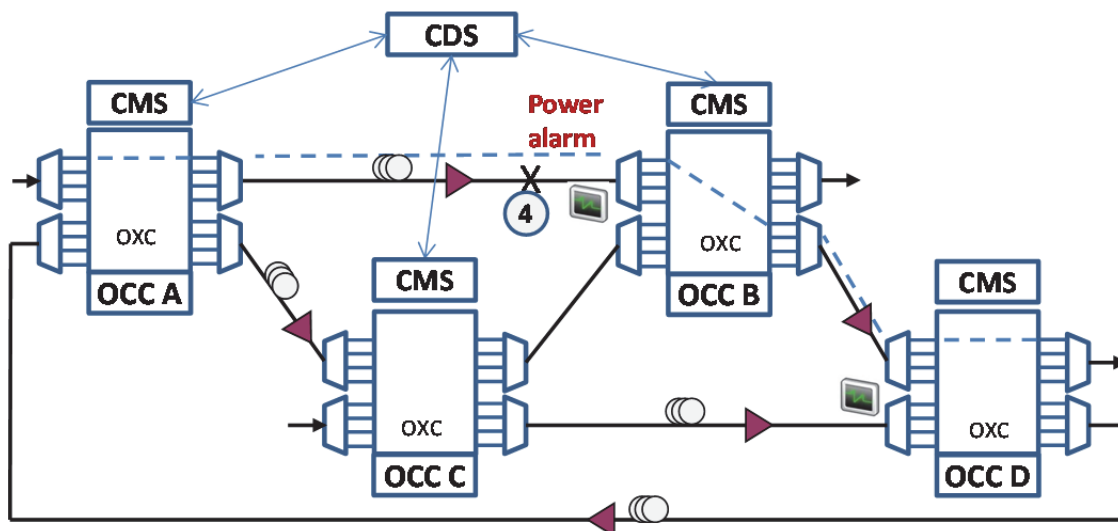 CDS
CMS
CMS
Power
alarm
X
4
OXC
OCC A
OXC
OCC B
CMS
CMS
OXC
OCC C
OXC
OCC D